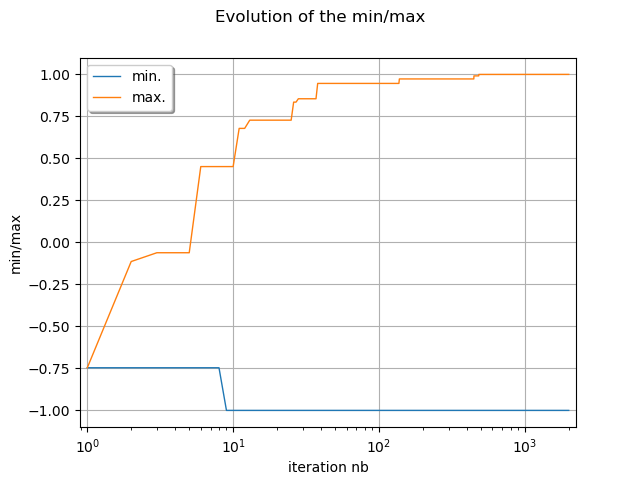 Evolution of the min/max
min.
max.
1.00
0.75
0.50
0.25
0.00
−0.25
−0.50
−0.75
−1.00
min/max
10⁰
10¹
10²
10³
iteration nb